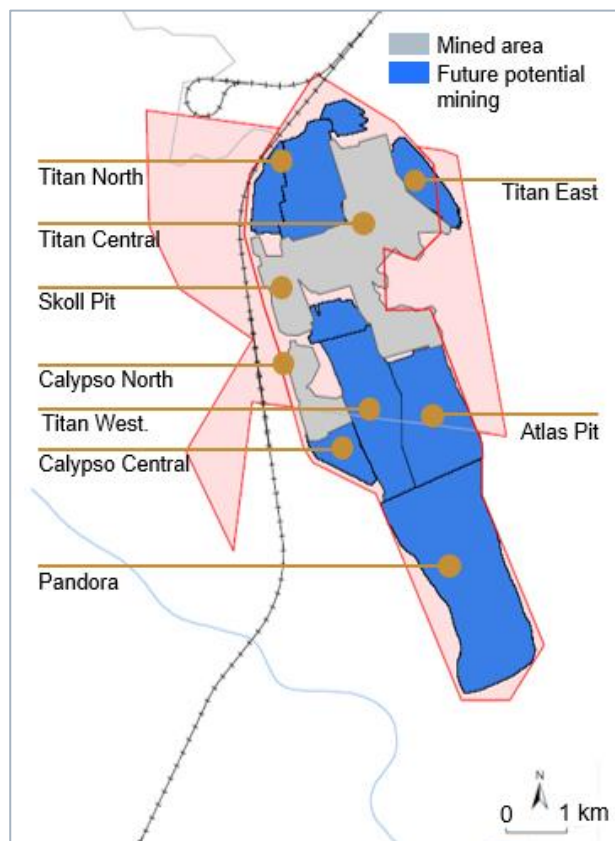 Mined area
Future potential
mining
Titan North
Titan East
Titan Central
Skoll Pit
Calypso North
Titan West.
Atlas Pit
Calypso Central
Pandora
N
0 1 km